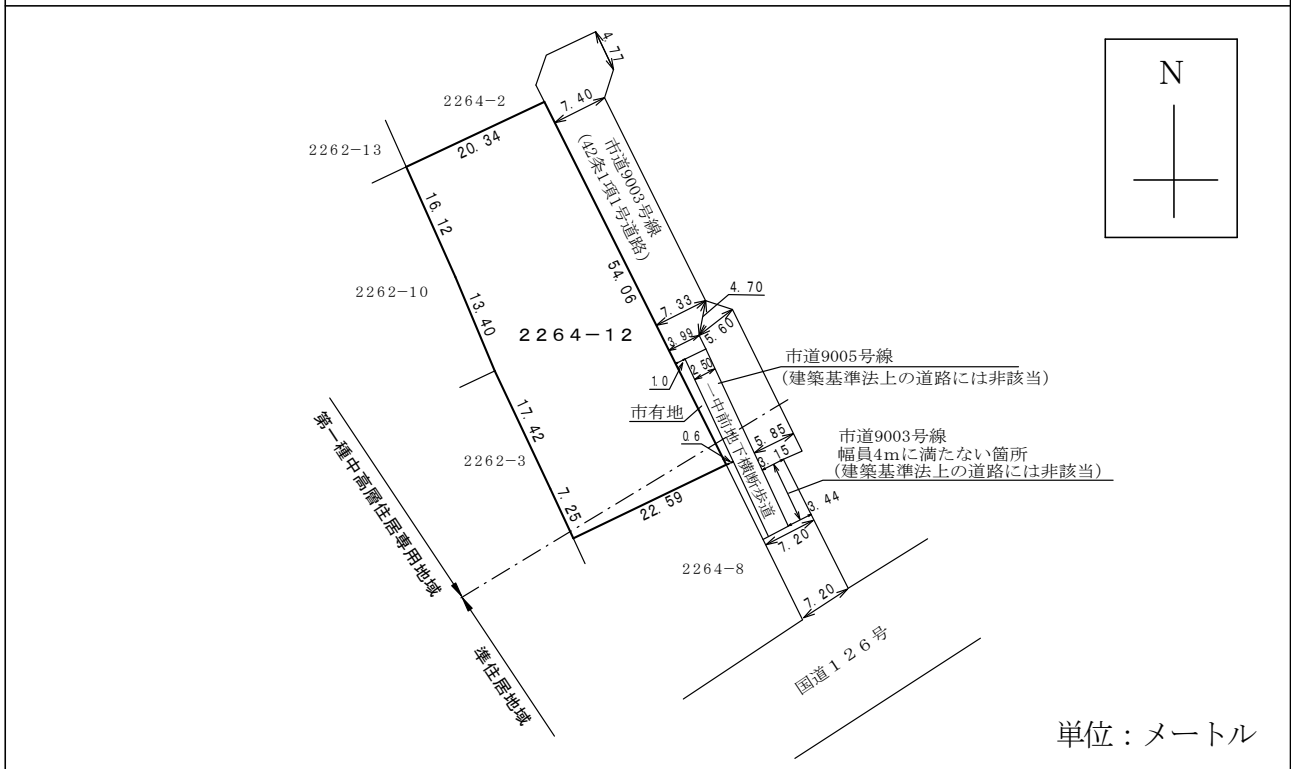 4.77
N
2264-2
7.40
2262-13
20.34
市道9003号線
(42条1項1号道路)
16.12
54.06
2262-10
13.40
2264-12
7.33
4.70
3.99
5.60
市道9005号線
(建築基準法上の道路には非該当)
2.50
1.0
市有地
一中前地下横断歩道
0.6
5.85
3.15
市道9003号線
幅員4mに満たない箇所
(建築基準法上の道路には非該当)
17.42
2262-3
7.25
22.59
3.44
7.20
2264-8
7.20
第一種中高層住居専用地域
準住居地域
国道126号
単位：メートル